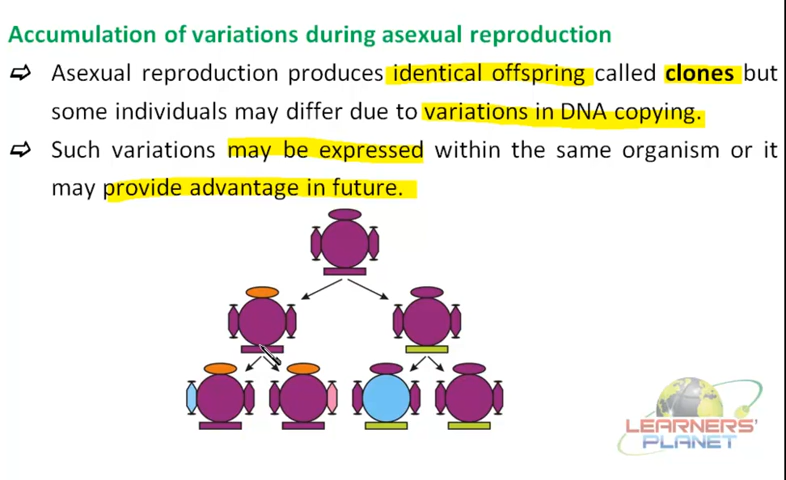 Accumulation of variations during asexual reproduction
⇨ Asexual reproduction produces identical offspring called clones but
some individuals may differ due to variations in DNA copying.
⇨ Such variations may be expressed within the same organism or it
may provide advantage in future.
LEARNERS'
PLANET